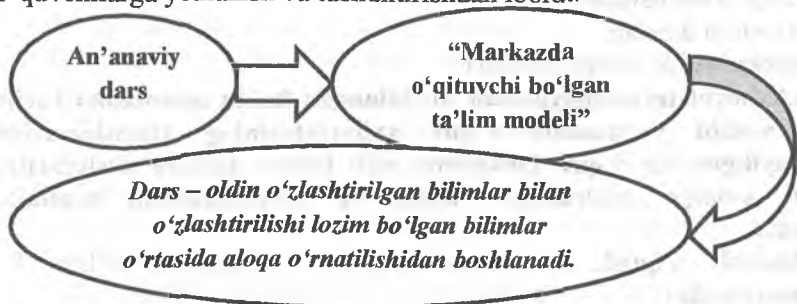 An’anaviy
dars
“Markazda
o‘qituvchi bo‘lgan
ta’lim modeli”
Dars – oldin o‘zlashtirilgan bilimlar bilan
o‘zlashtirilishi lozim bo‘lgan bilimlar
o‘rtasida aloqa o‘rnatilishidan boshlanadi.